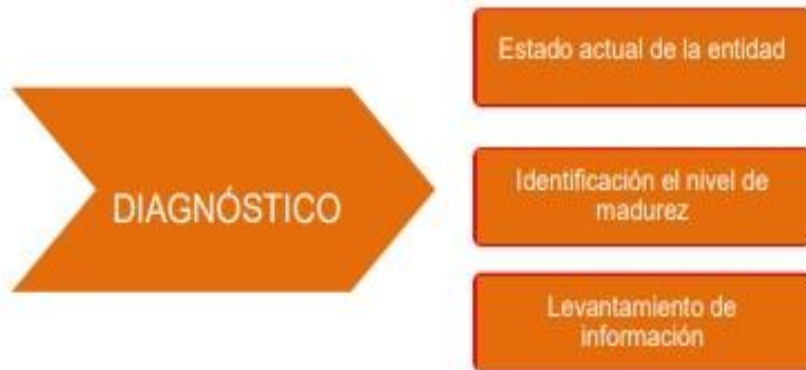 DIAGNÓSTICO
Estado actual de la entidad
Identificación el nivel de
madurez
Levantamiento de
información